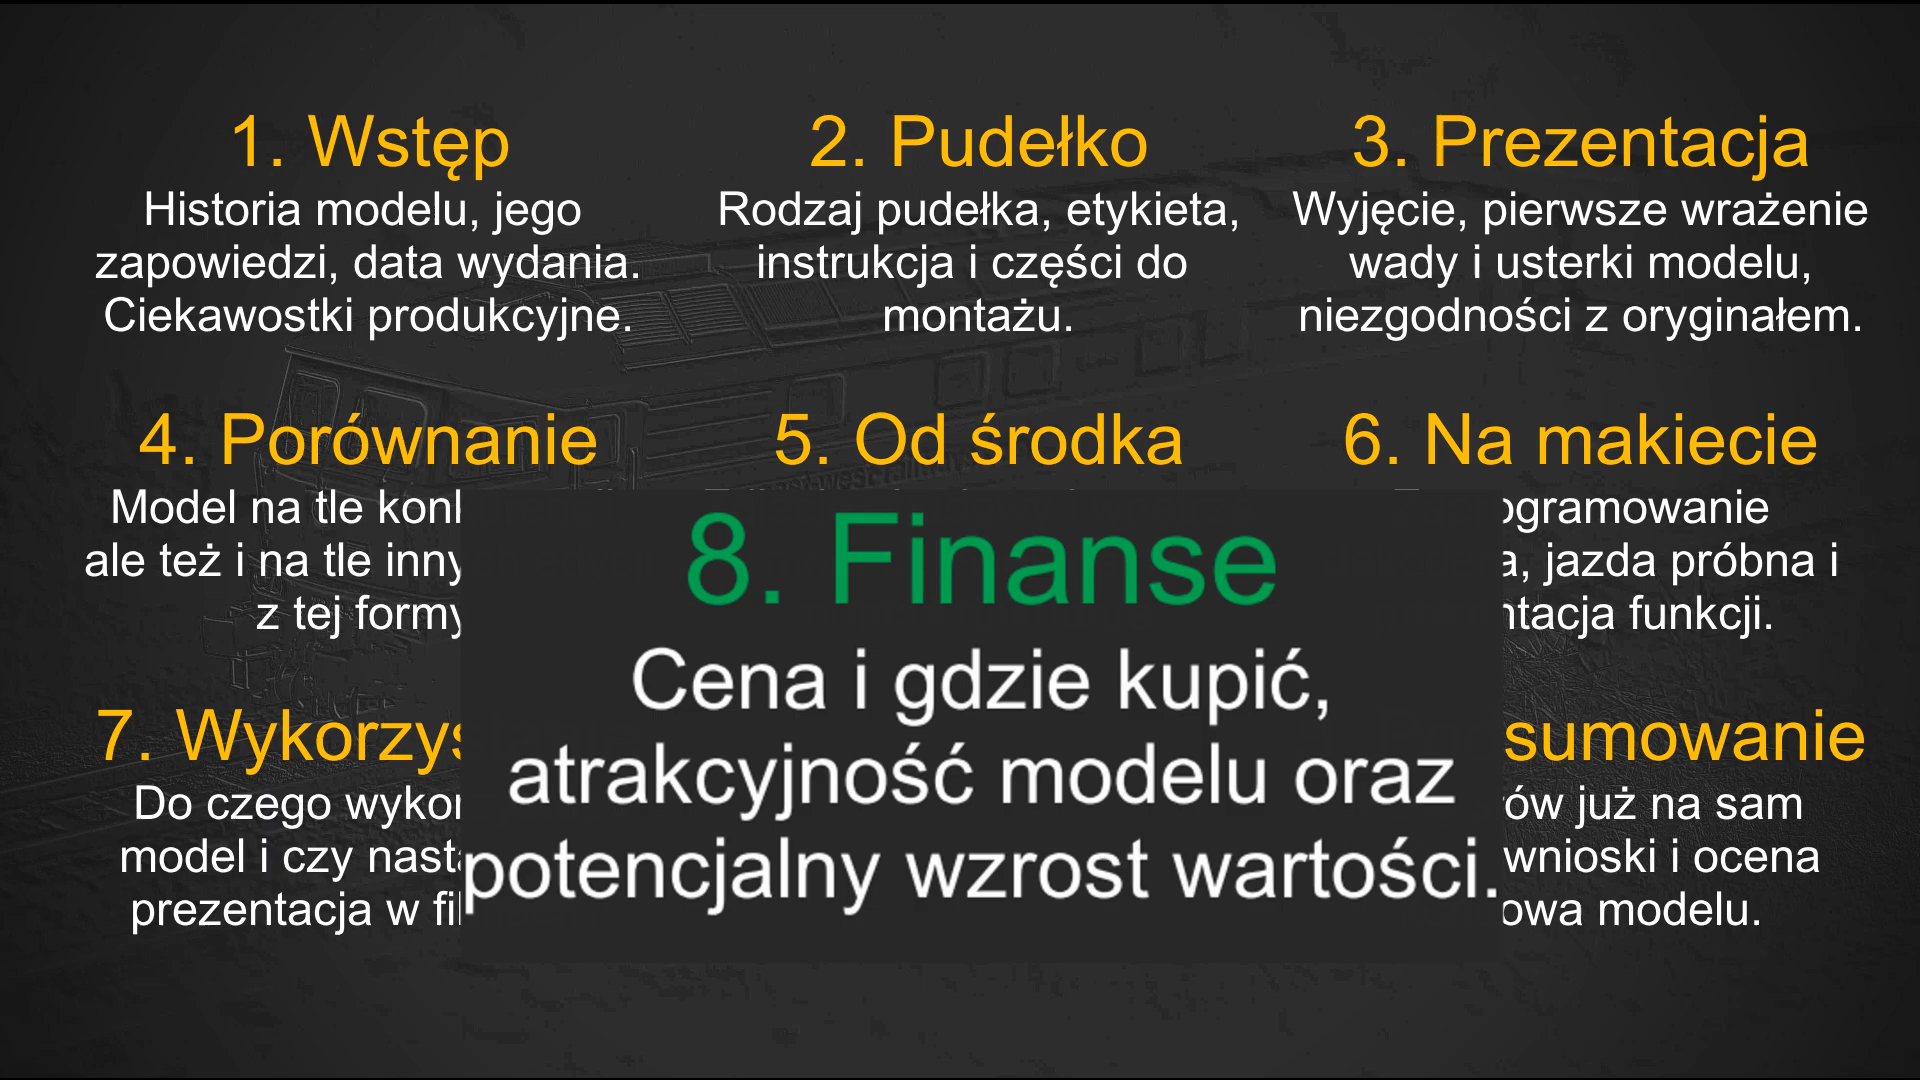 1. Wstęp
Historia modelu, jego
zapowiedzi, data wydania.
Ciekawostki produkcyjne.
2. Pudełko
Rodzaj pudełka, etykieta,
instrukcja i części do
montażu.
3. Prezentacja
Wyjęcie, pierwsze wrażenie
wady i usterki modelu,
niezgodności z oryginałem.
4. Porównanie
Model na tle
ale też i na tle
z tej
5. Od środka
6. Na makiecie
jazda próbna i
funkcji.
7.
Do czego
model i czy
prezentacja w
8. Finanse
Cena i gdzie kupić,
atrakcyjność modelu oraz
potencjalny wzrost wartości.
już na sam
wnioski i ocena
modelu.